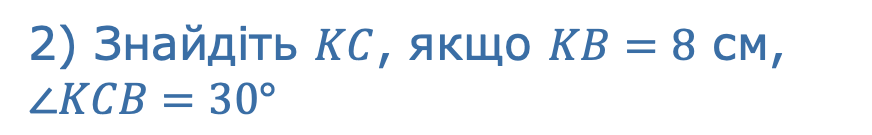 2) Знайдіть 𝐾𝐶, якщо 𝐾𝐵 = 8 см,
∠𝐾𝐶𝐵 = 30°